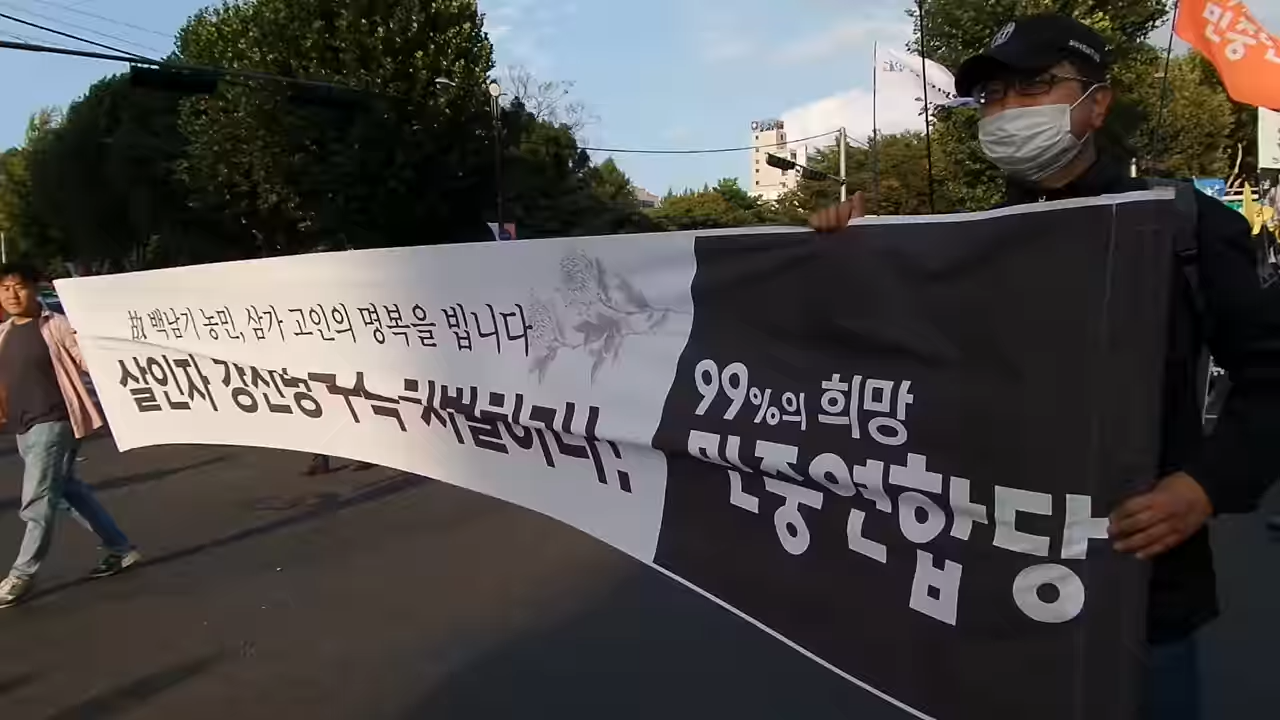 故 백남기 농민, 삼가 고인의 명복을 빕니다
살인자 강신명 구속 처벌하라!
99%의 희망
민중연합당
민중